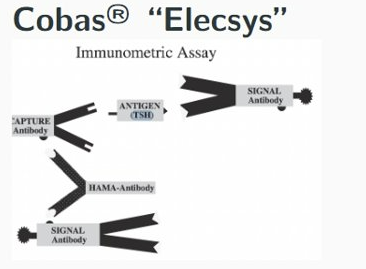 Cobas® “Elecsys”
Immunometric Assay
SIGNAL
Antibody
ANTIGEN
(TSH)
APTURE
Antibody
HAMA-Antibody
SIGNAL
Antibody